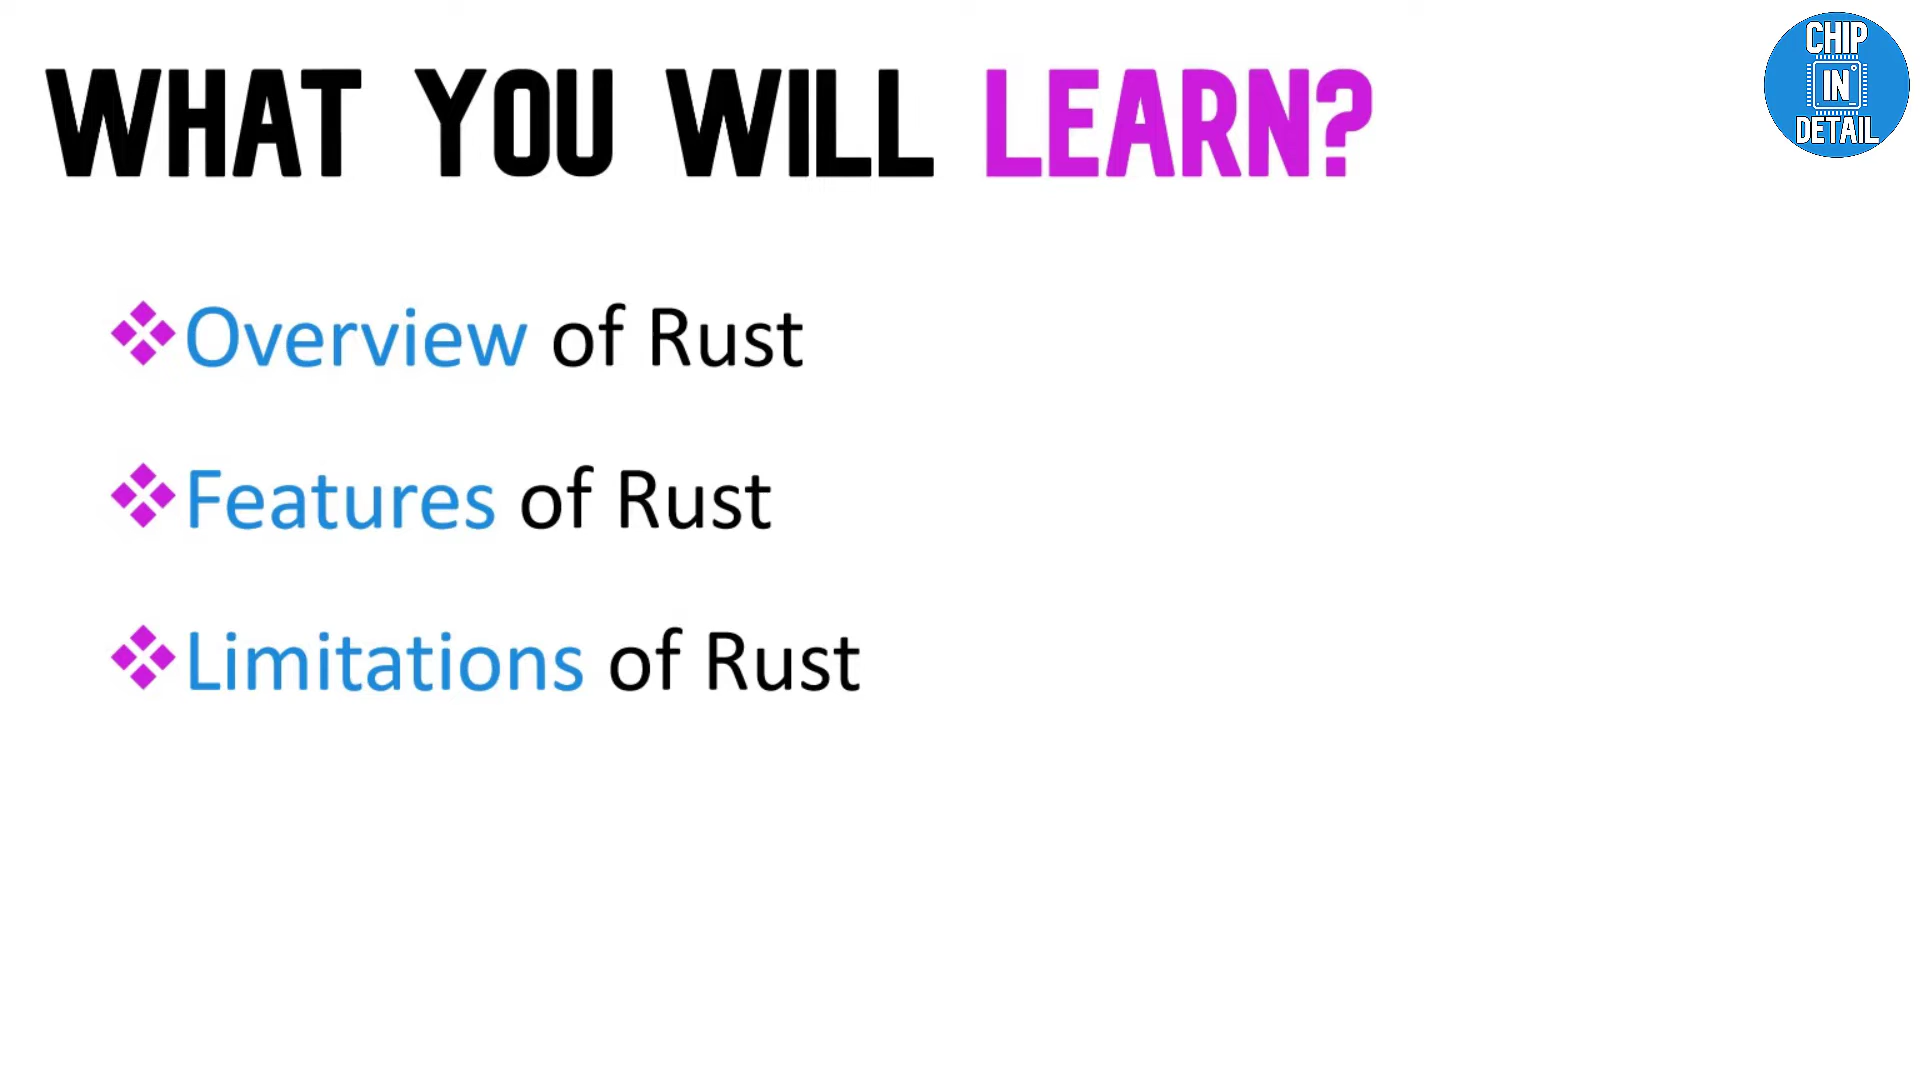 WHAT YOU WILL LEARN?
CHIP
IN
DETAIL
Overview of Rust
Features of Rust
Limitations of Rust